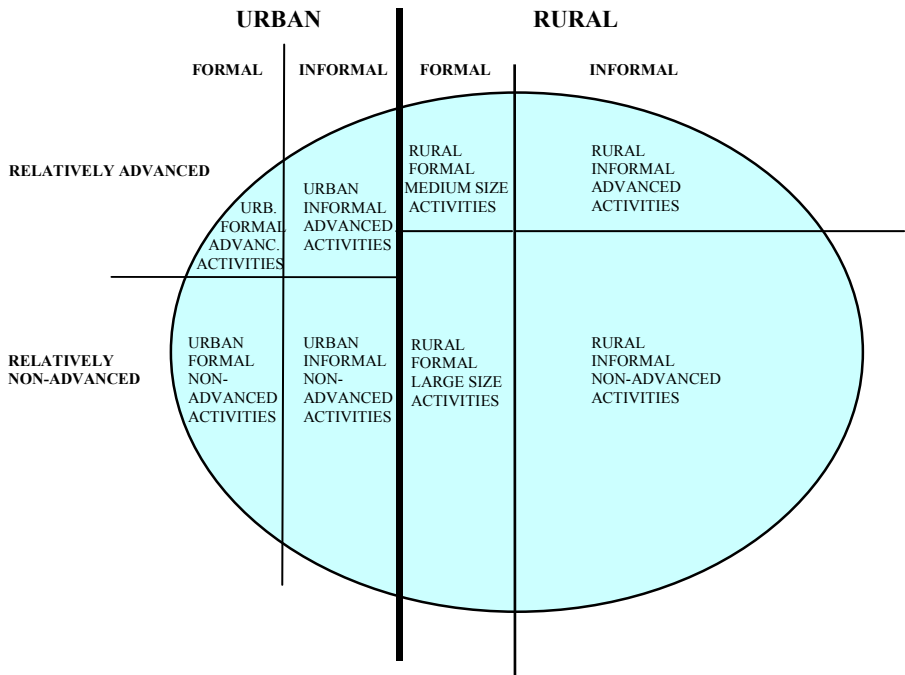 URBAN
RURAL
FORMAL
INFORMAL
FORMAL
INFORMAL
RELATIVELY ADVANCED
URB.
FORMAL
ADVANC.
ACTIVITIES
URBAN
INFORMAL
ADVANCED
ACTIVITIES
RURAL
FORMAL
MEDIUM SIZE
ACTIVITIES
RURAL
INFORMAL
ADVANCED
ACTIVITIES
RELATIVELY
NON-ADVANCED
URBAN
FORMAL
NON-
ADVANCED
ACTIVITIES
URBAN
INFORMAL
NON-
ADVANCED
ACTIVITIES
RURAL
FORMAL
LARGE SIZE
ACTIVITIES
RURAL
INFORMAL
NON-ADVANCED
ACTIVITIES